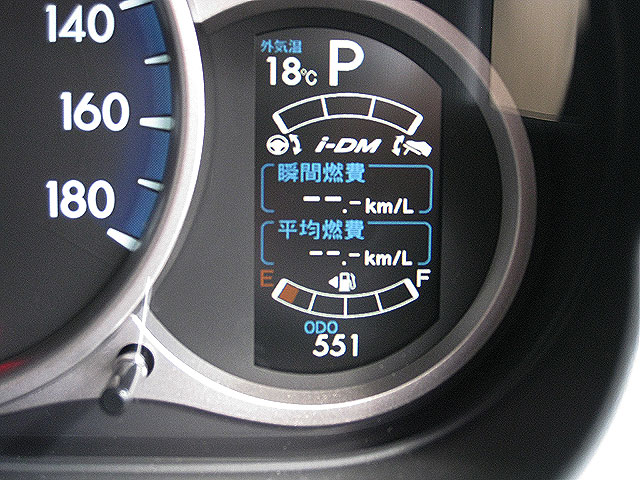 140
160
180
外気温
18℃ P
i-DM
瞬間燃費
--.- km/L
平均燃費
--.- km/L
E F
ODO
551